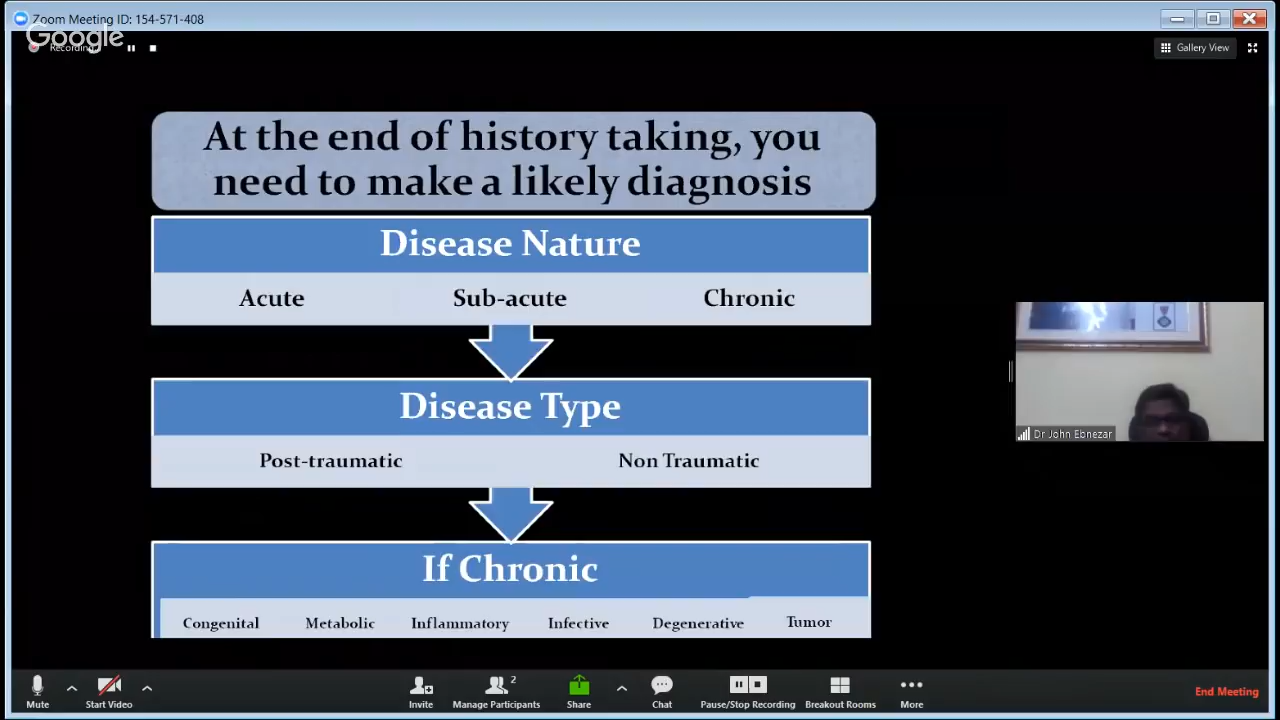 Zoom Meeting ID: 154-571-408
Google
Recording
Gallery View
At the end of history taking, you
need to make a likely diagnosis
Disease Nature
Acute Sub-acute Chronic
Disease Type
Post-traumatic Non Traumatic
If Chronic
Congenital Metabolic Inflammatory Infective Degenerative Tumor
Dr John Ebnezar
2
Mute Start Video Invite Manage Participants Share Chat Pause/Stop Recording Breakout Rooms More End Meeting